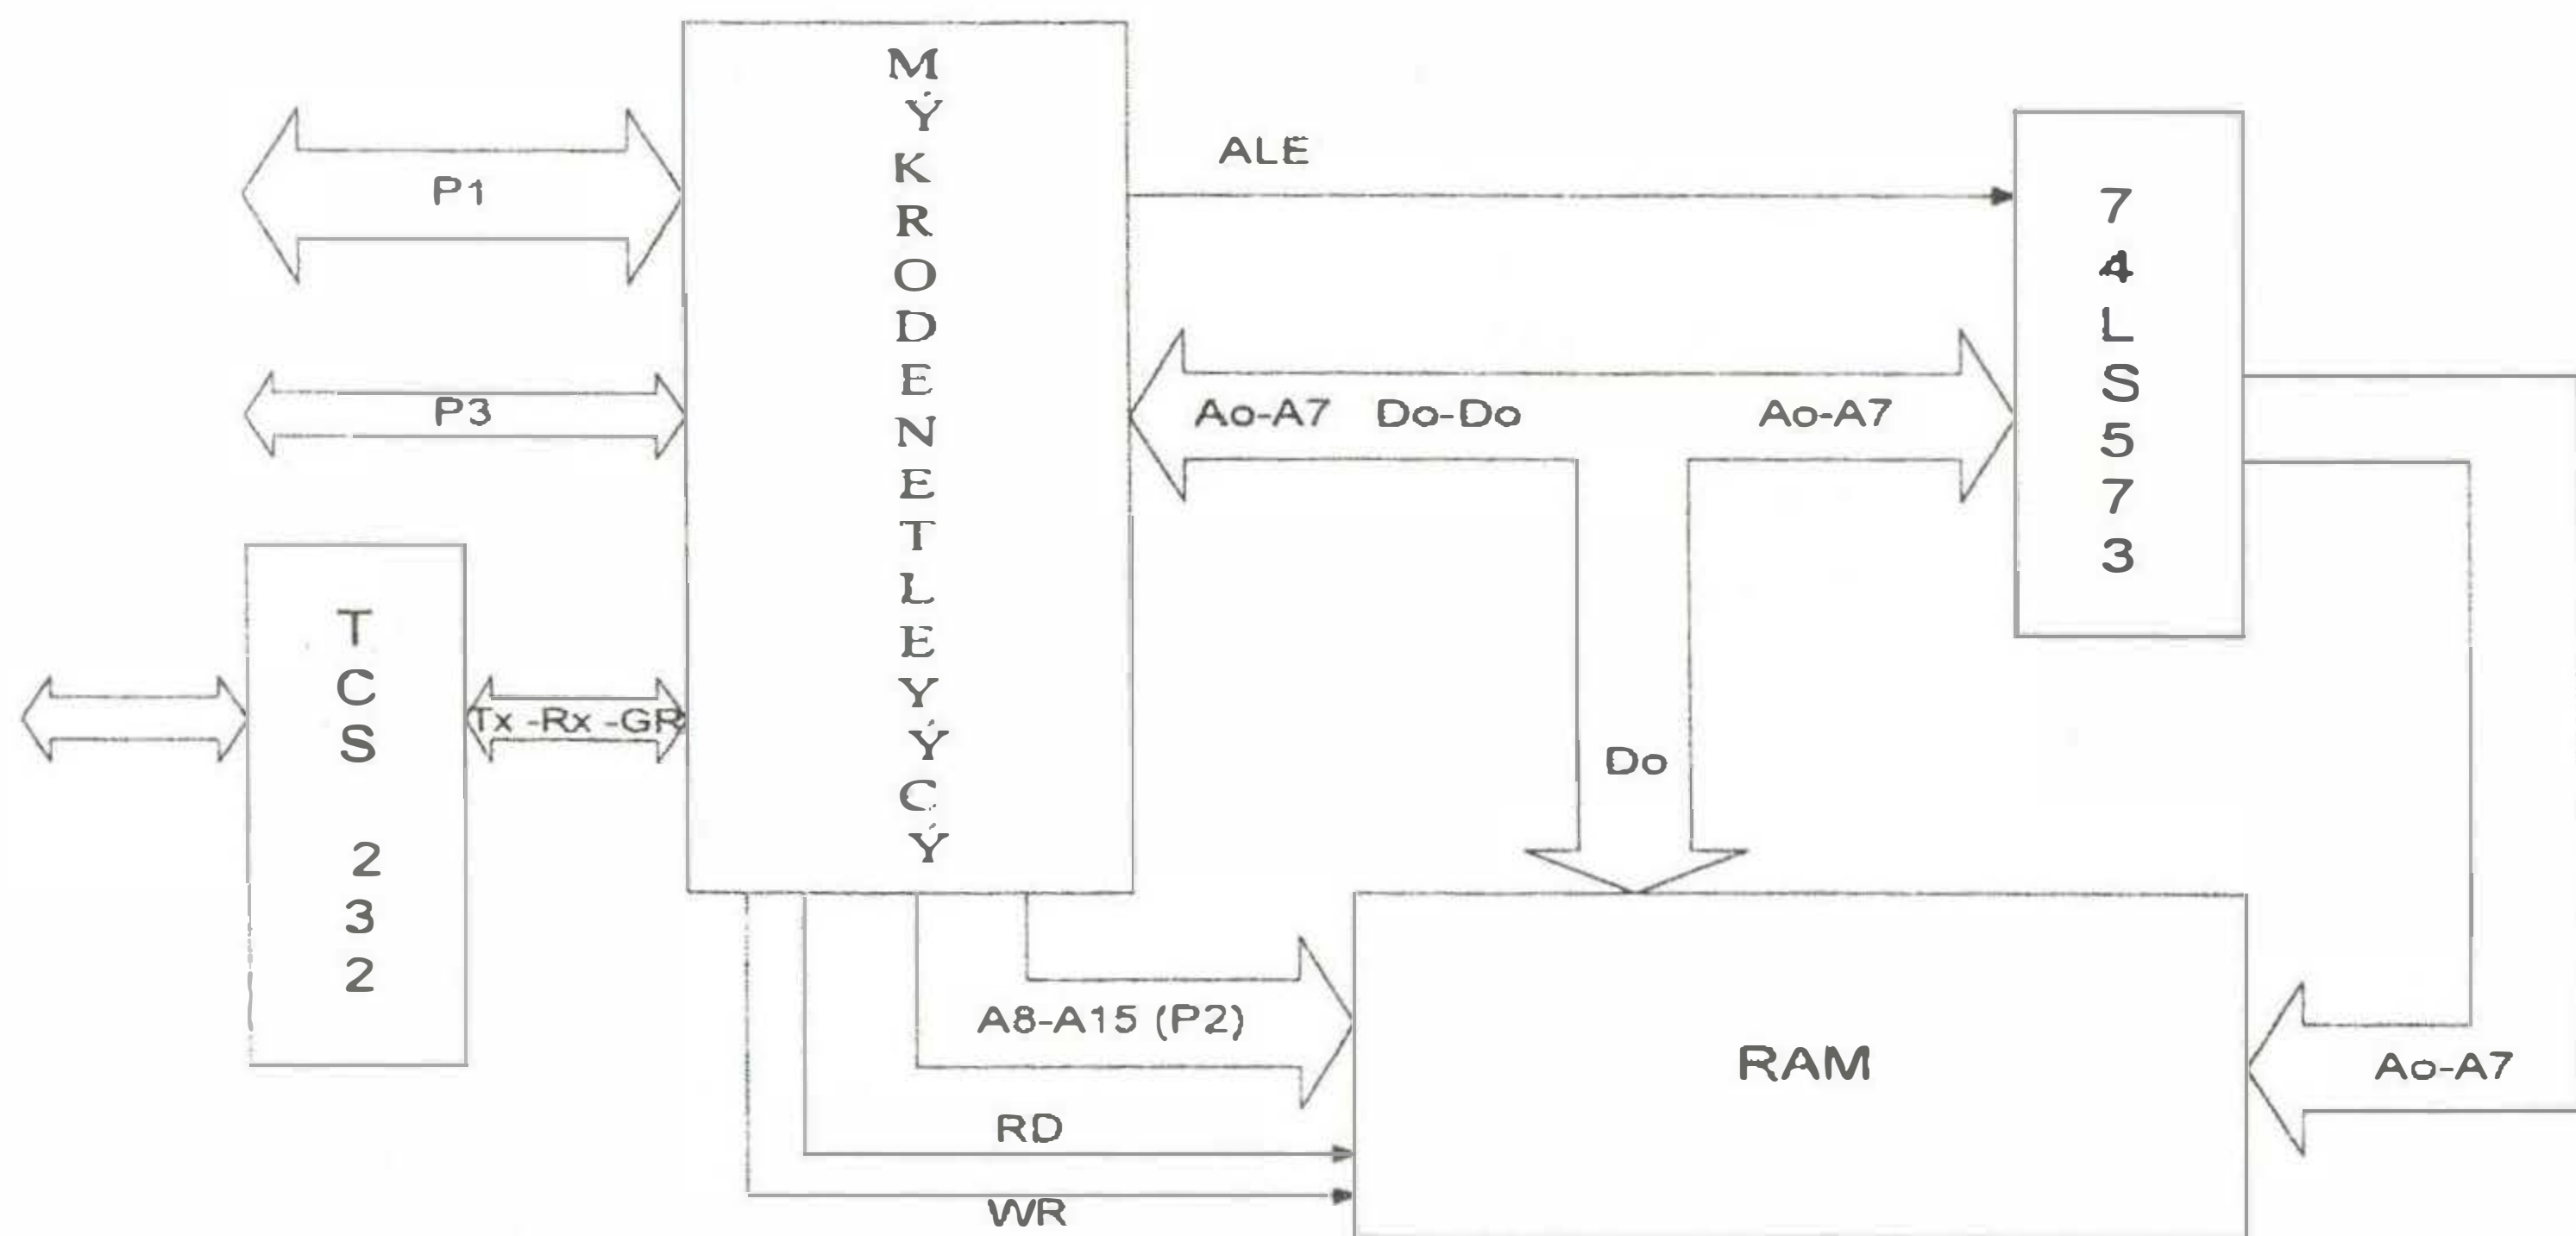 MÝKRODENETLEYÝCÝ
ALE
P1
74LS573
P3
Ao-A7 Do-Do Ao-A7
TCS 232
Tx -Rx -GR
Do
A8-A15 (P2)
RAM
Ao-A7
RD
WR